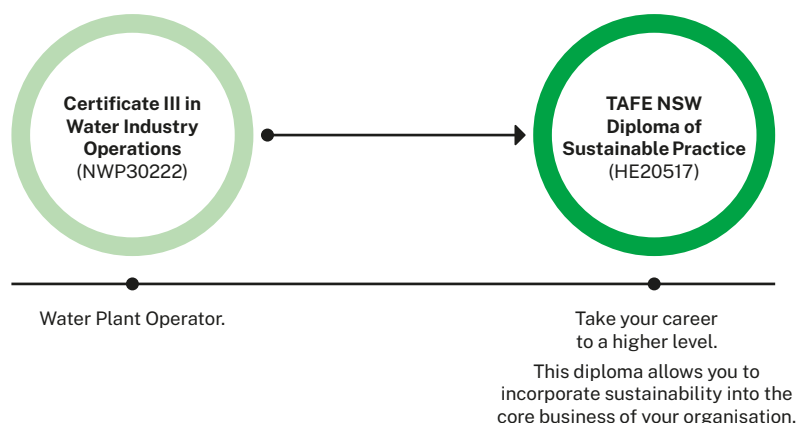 Certificate III in
Water Industry
Operations
(NWP30222)
TAFE NSW
Diploma of
Sustainable Practice
(HE20517)
Water Plant Operator.
Take your career
to a higher level.
This diploma allows you to
incorporate sustainability into the
core business of your organisation.